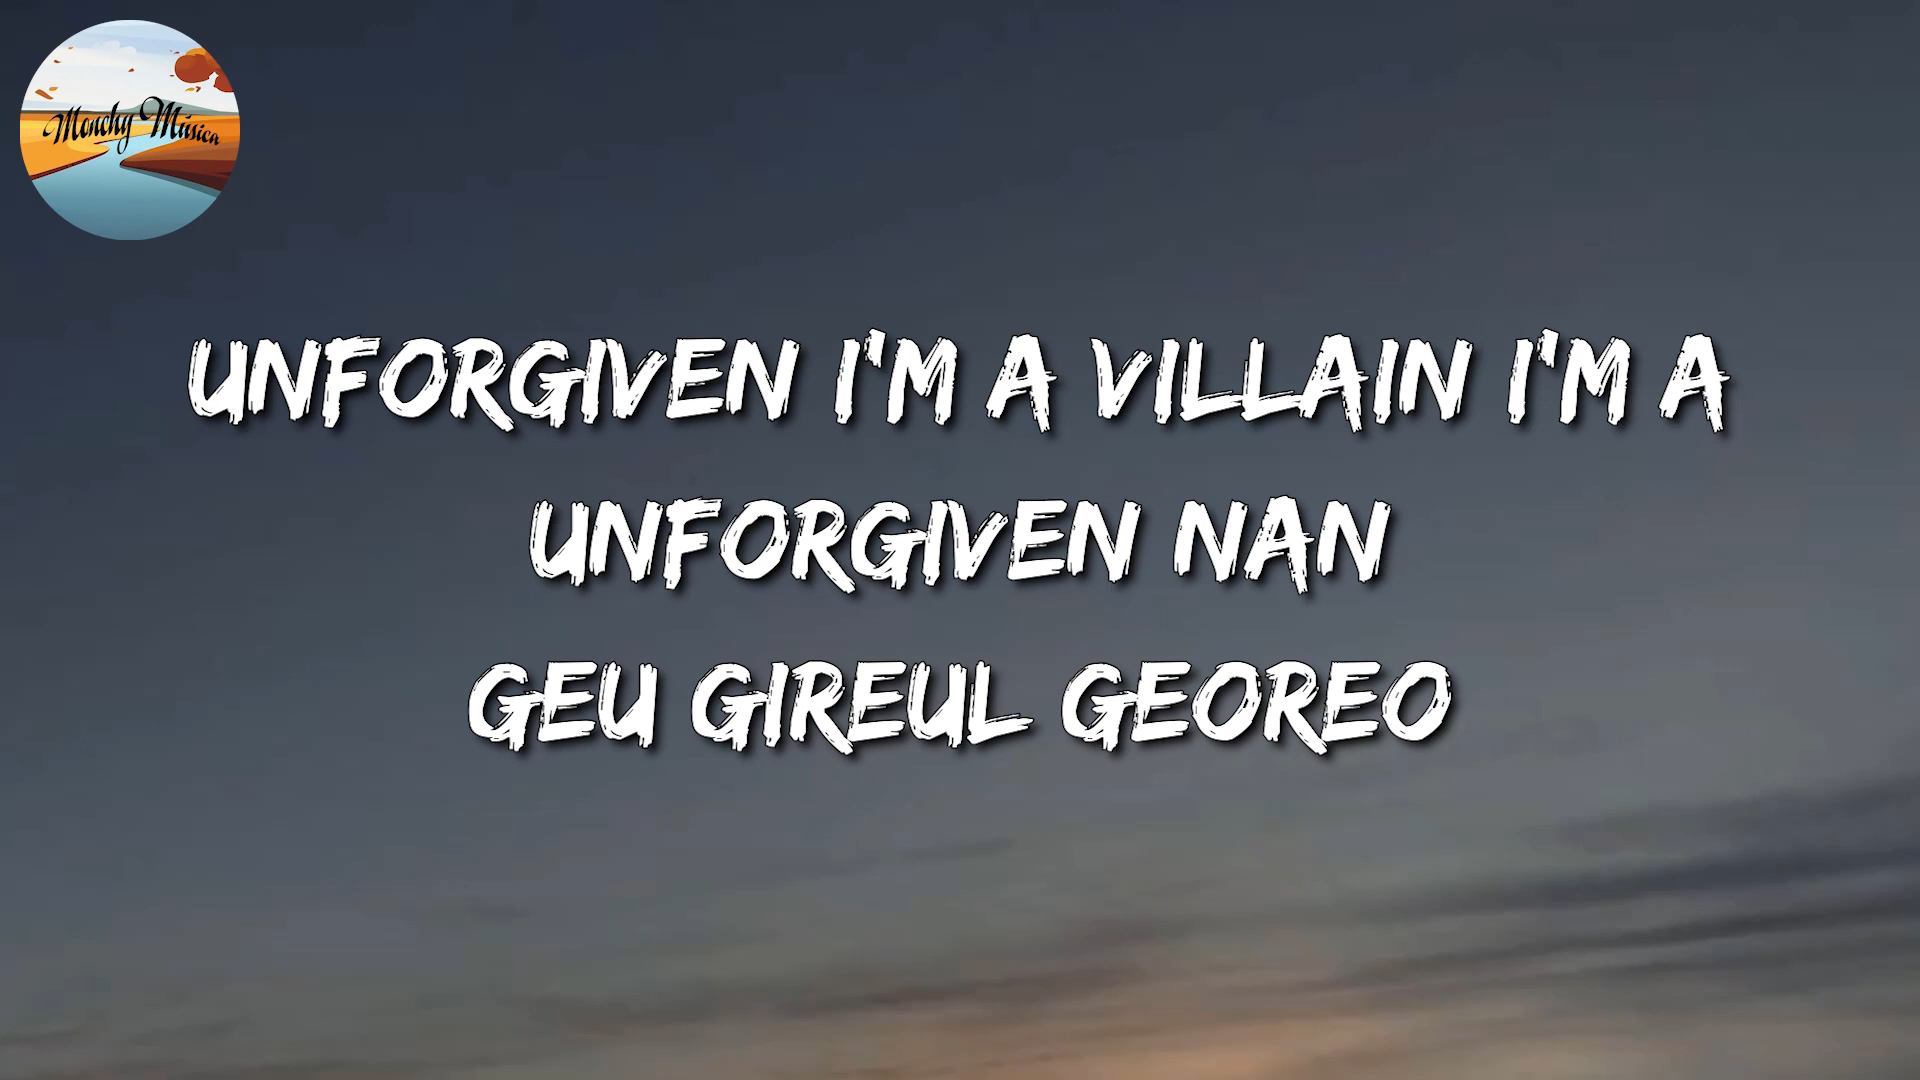 Monchy Música
UNFORGIVEN I'M A VILLAIN I'M A
UNFORGIVEN NAN
GEU GIREUL GEOREO